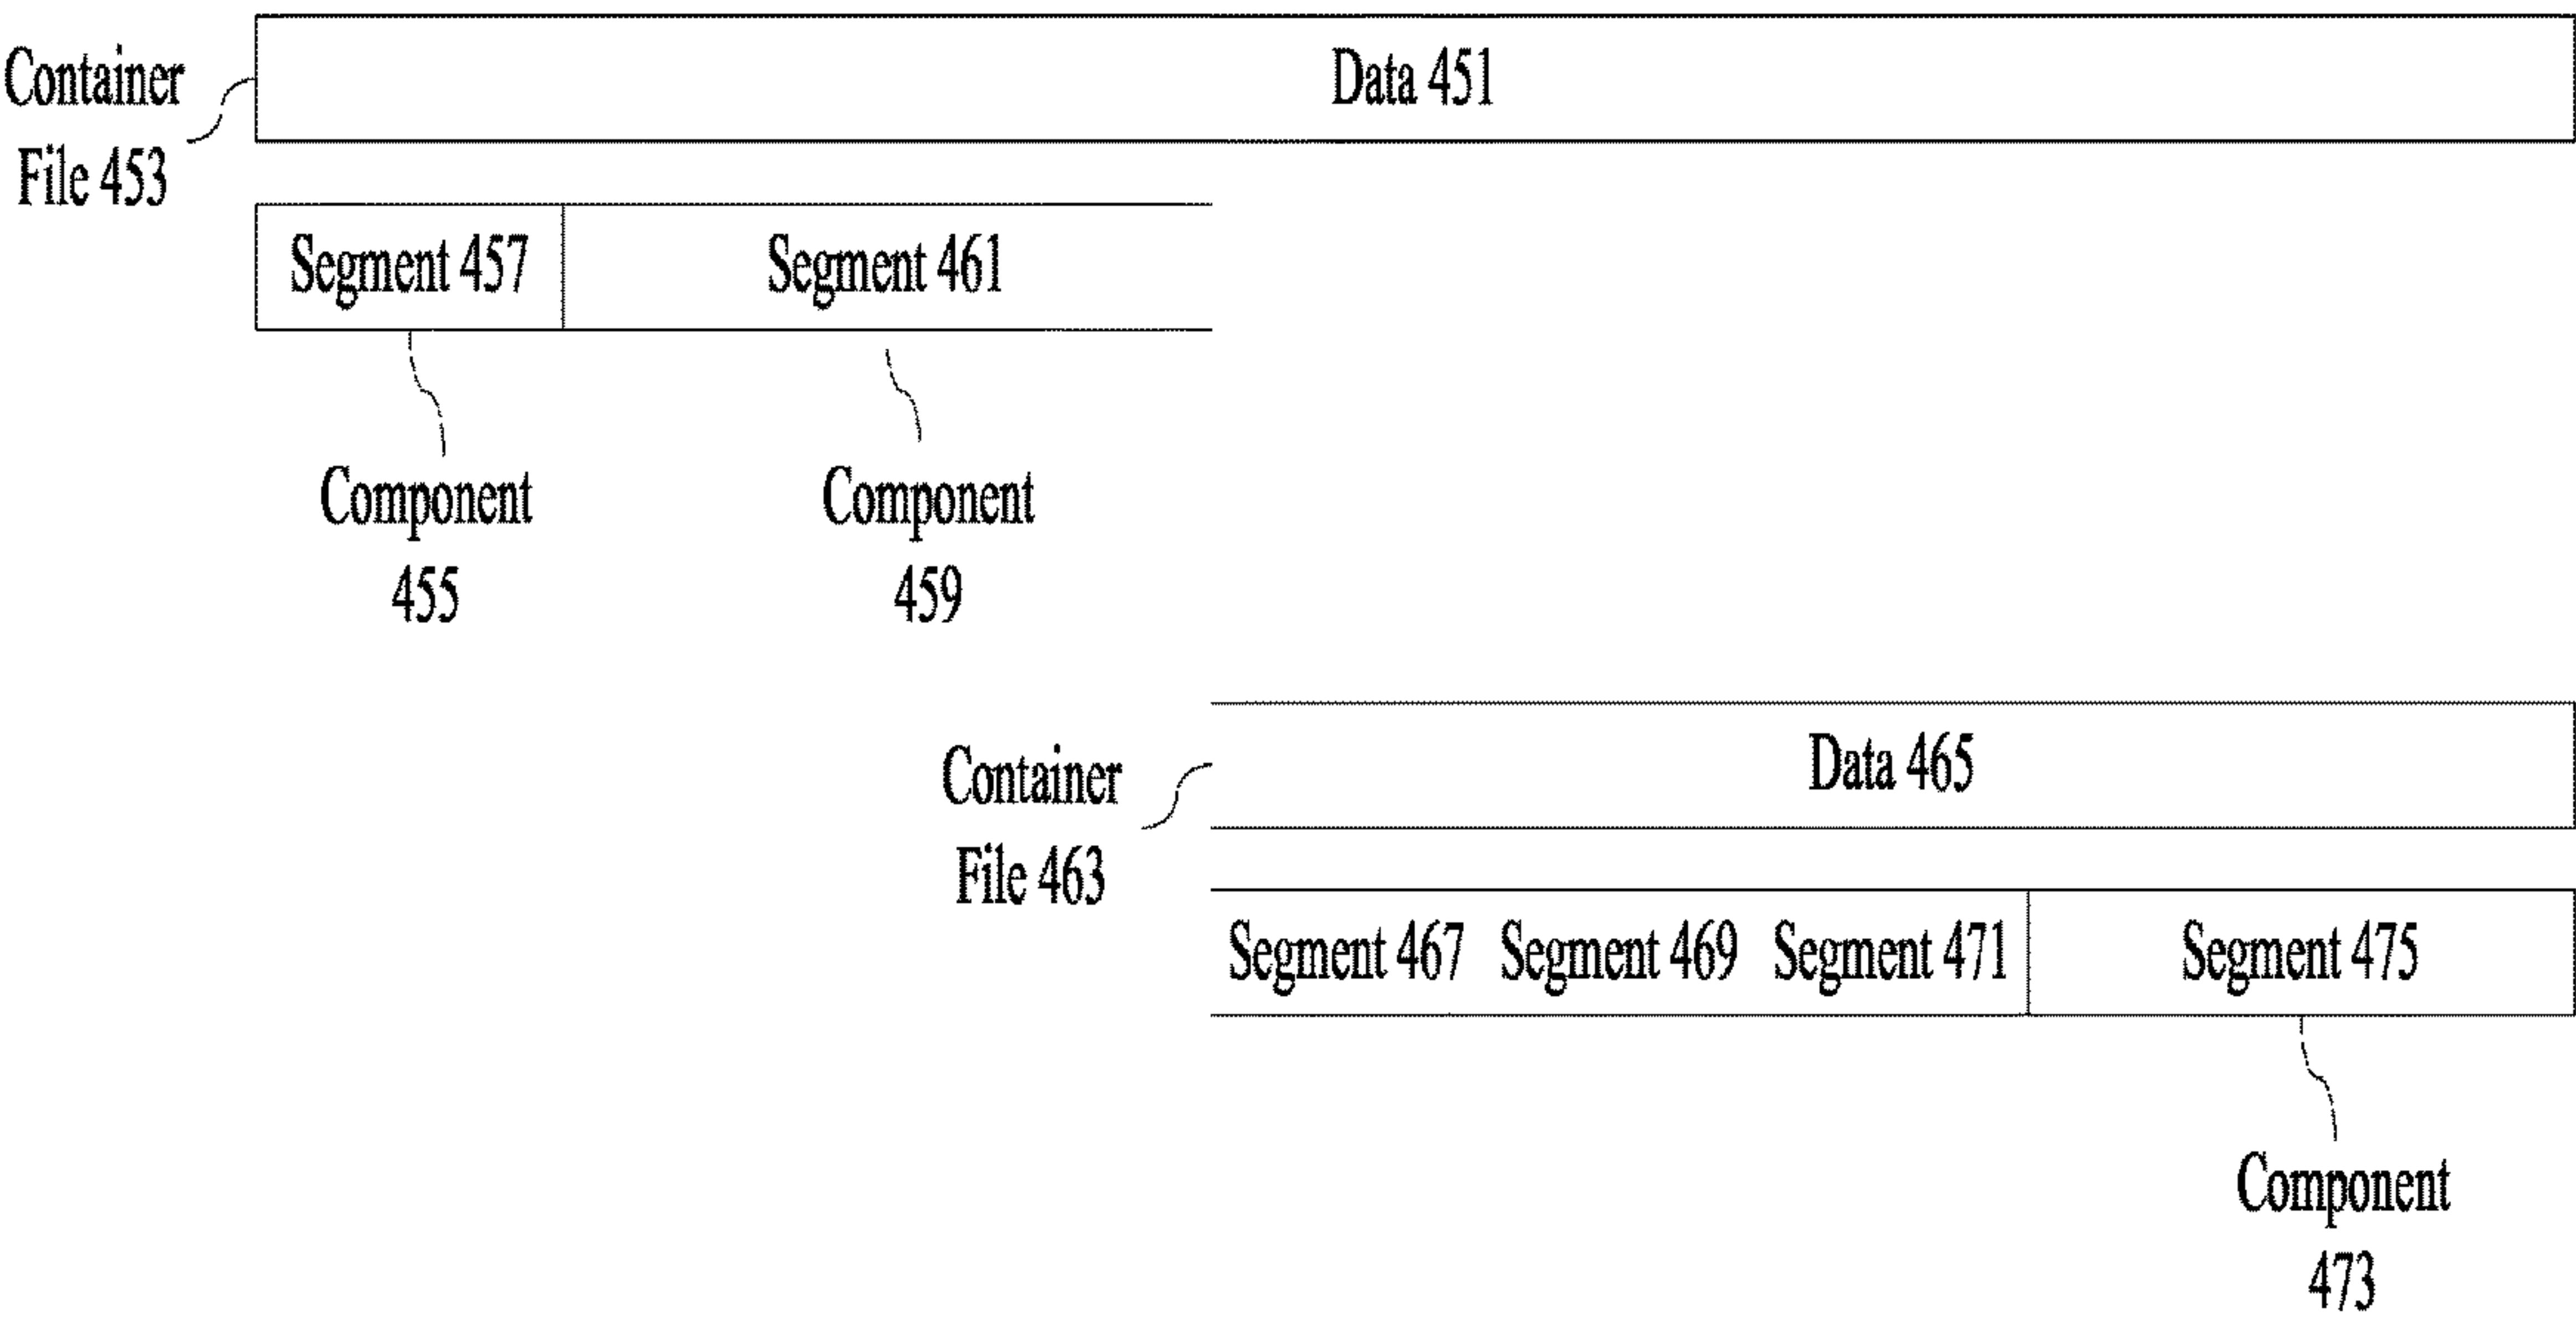 Data 451
Container
File 453
Segment 457 Segment 461
Component
455
Component
459
Data 465
Container
File 463
Segment 467 Segment 469 Segment 471 Segment 475
Component
473